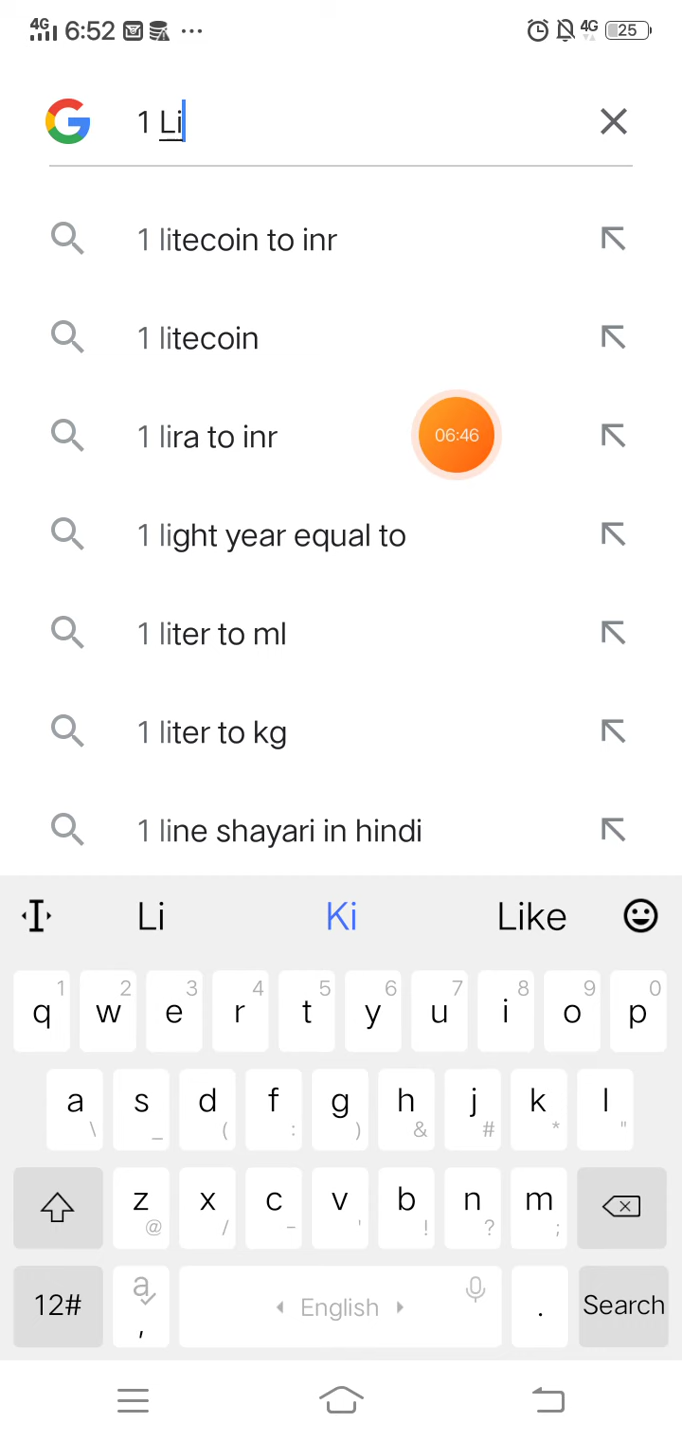 4G 6:52 ... 4G 25
1 Li
1 litecoin to inr
1 litecoin
1 lira to inr
06:46
1 light year equal to
1 liter to ml
1 liter to kg
1 line shayari in hindi
Li Ki Like
1 2 3 4 5 6 7 8 9 0
q w e r t y u i o p
a s d f g h j k l
\ _ ( : ) & # * "
z x c v b n m
@ / - ' ! ? ;
12# a , English . Search